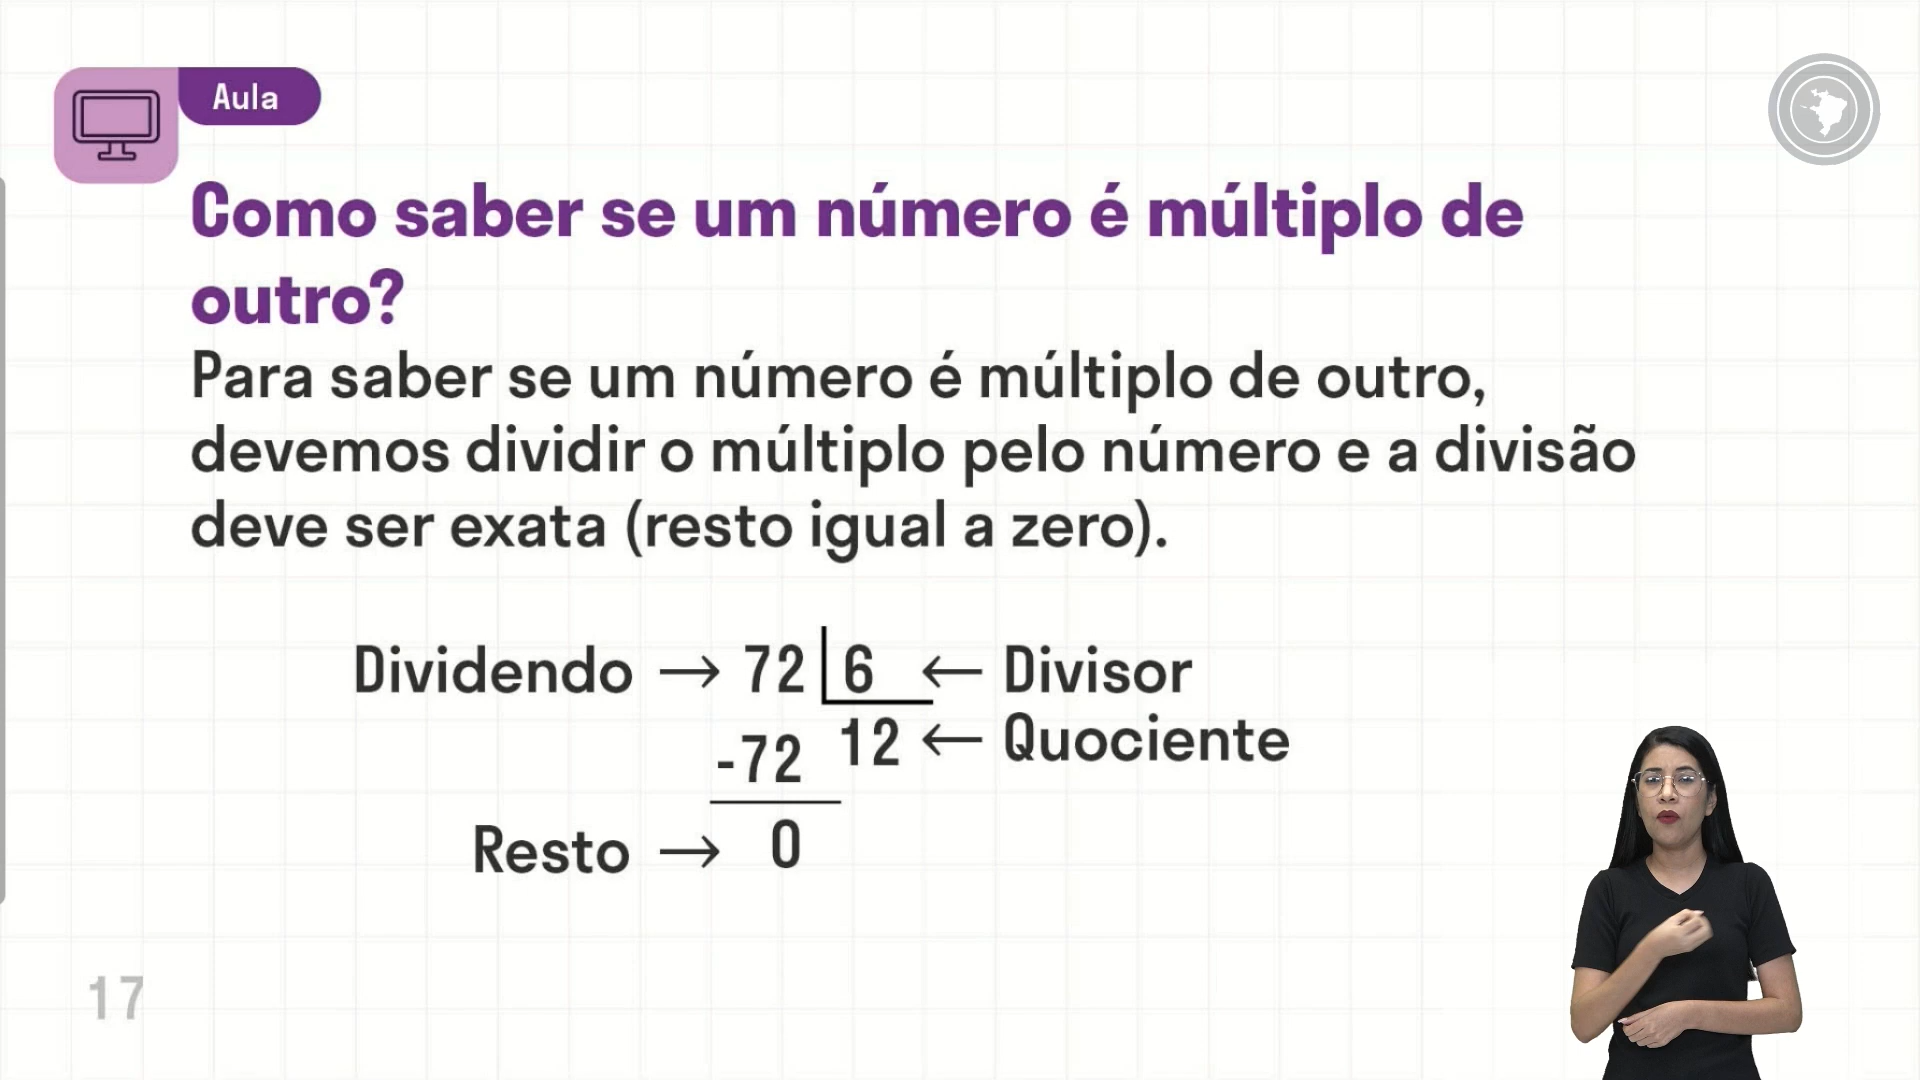 Aula
Como saber se um número é múltiplo de
outro?
Para saber se um número é múltiplo de outro,
devemos dividir o múltiplo pelo número e a divisão
deve ser exata (resto igual a zero).
Dividendo → 72 6 ← Divisor
-72 12 ← Quociente
Resto → 0
17